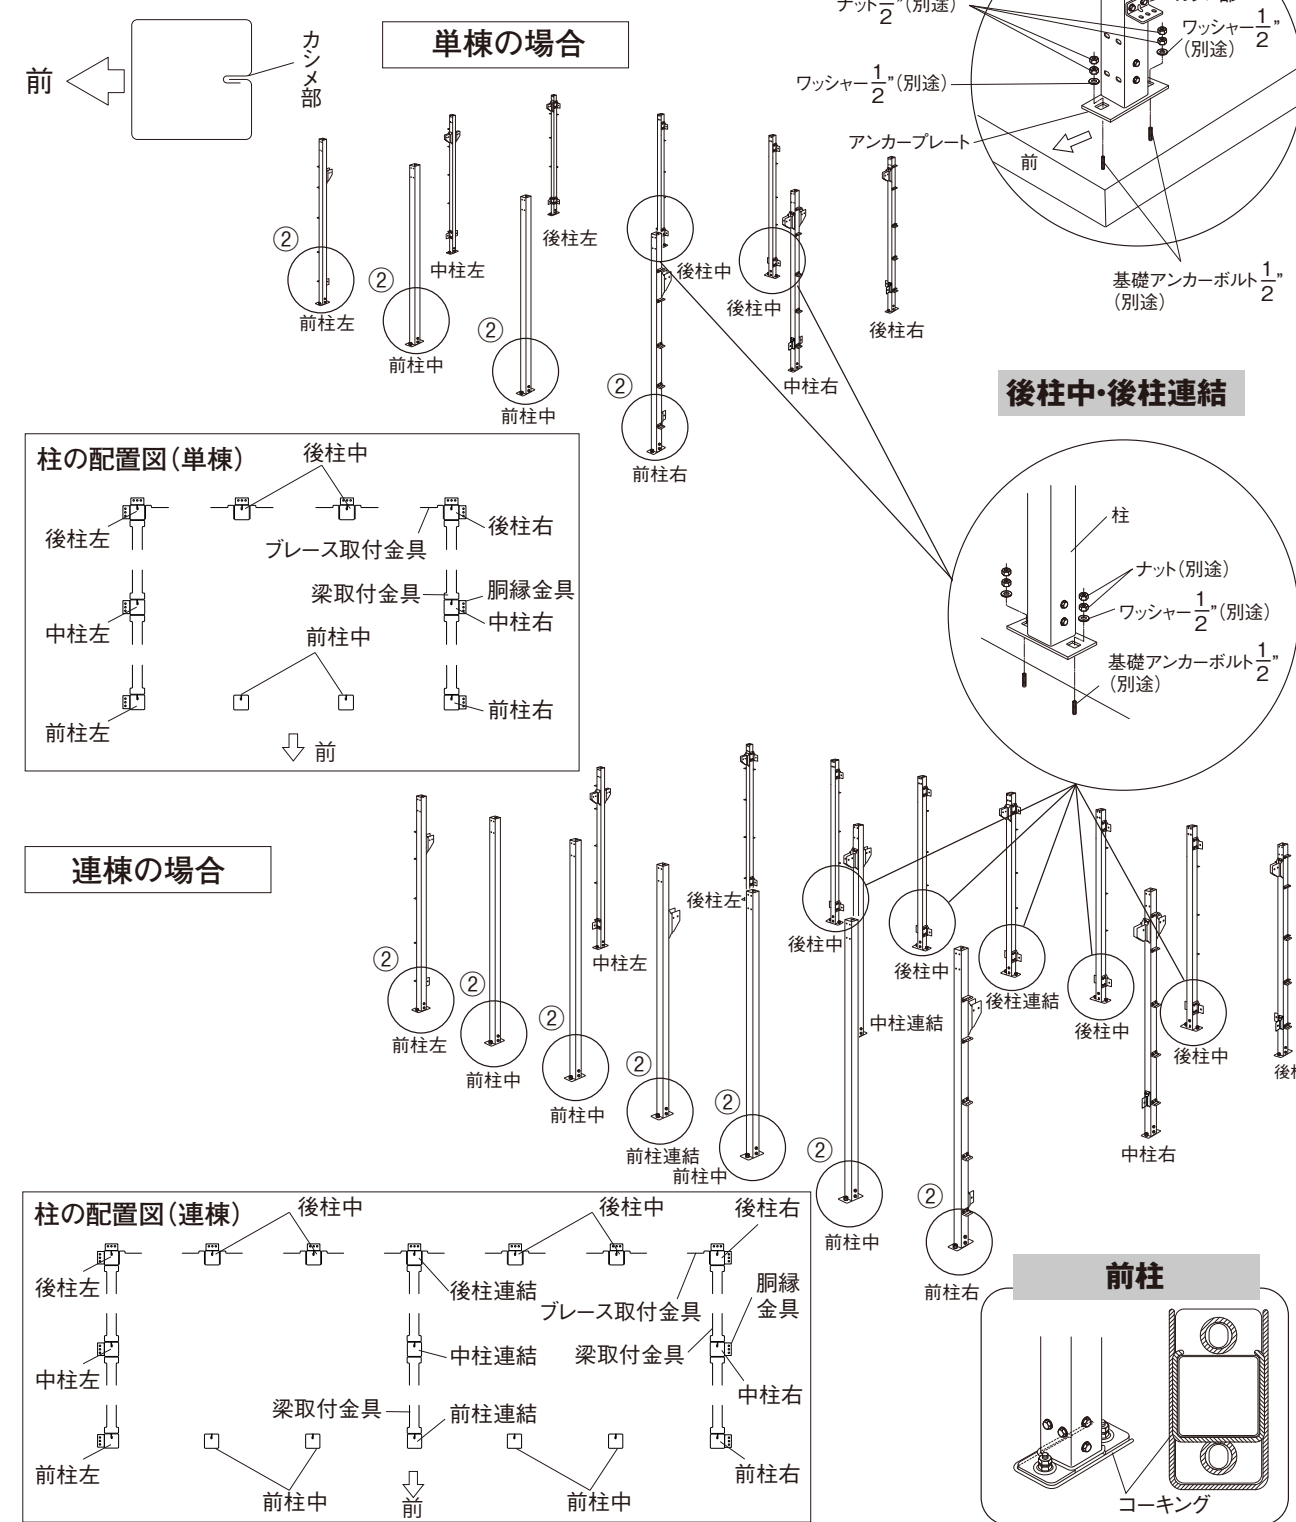 単棟の場合
前
カシメ部
ナット1/2"(別途)
ワッシャー1/2"
(別途)
ワッシャー1/2"(別途)
アンカープレート
前
基礎アンカーボルト1/2"
(別途)
②
前柱左
②
前柱中
中柱左
②
前柱中
後柱左
後柱中
②
前柱右
後柱中
中柱右
後柱右
後柱中・後柱連結
柱
ナット(別途)
ワッシャー1/2"(別途)
基礎アンカーボルト1/2"
(別途)
柱の配置図(単棟)
後柱中
後柱左
ブレース取付金具
後柱右
梁取付金具
胴縁金具
中柱左
中柱右
前柱中
前柱左
前柱右
前
連棟の場合
②
前柱左
②
前柱中
②
前柱中
中柱左
②
前柱連結
後柱左
②
前柱中
後柱中
②
前柱中
中柱連結
後柱中
後柱連結
②
前柱右
後柱中
中柱右
後柱中
柱の配置図(連棟)
後柱中
後柱中
後柱右
後柱左
後柱連結
ブレース取付金具
胴縁
金具
中柱左
中柱連結
梁取付金具
中柱右
梁取付金具
前柱連結
前柱左
前柱中
前
前柱中
前柱右
前柱
コーキング